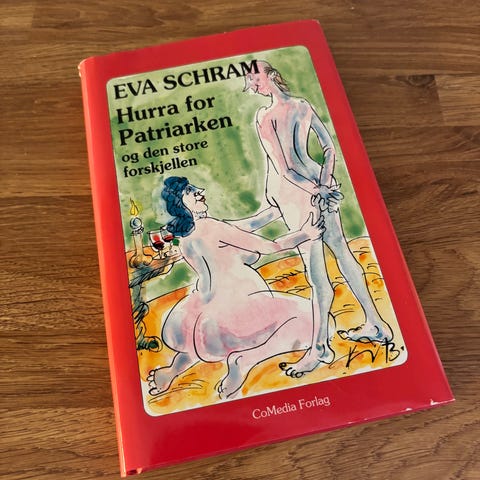 EVA SCHRAM
Hurra for
Patriarken
og den store
forskjellen
CoMedia Forlag